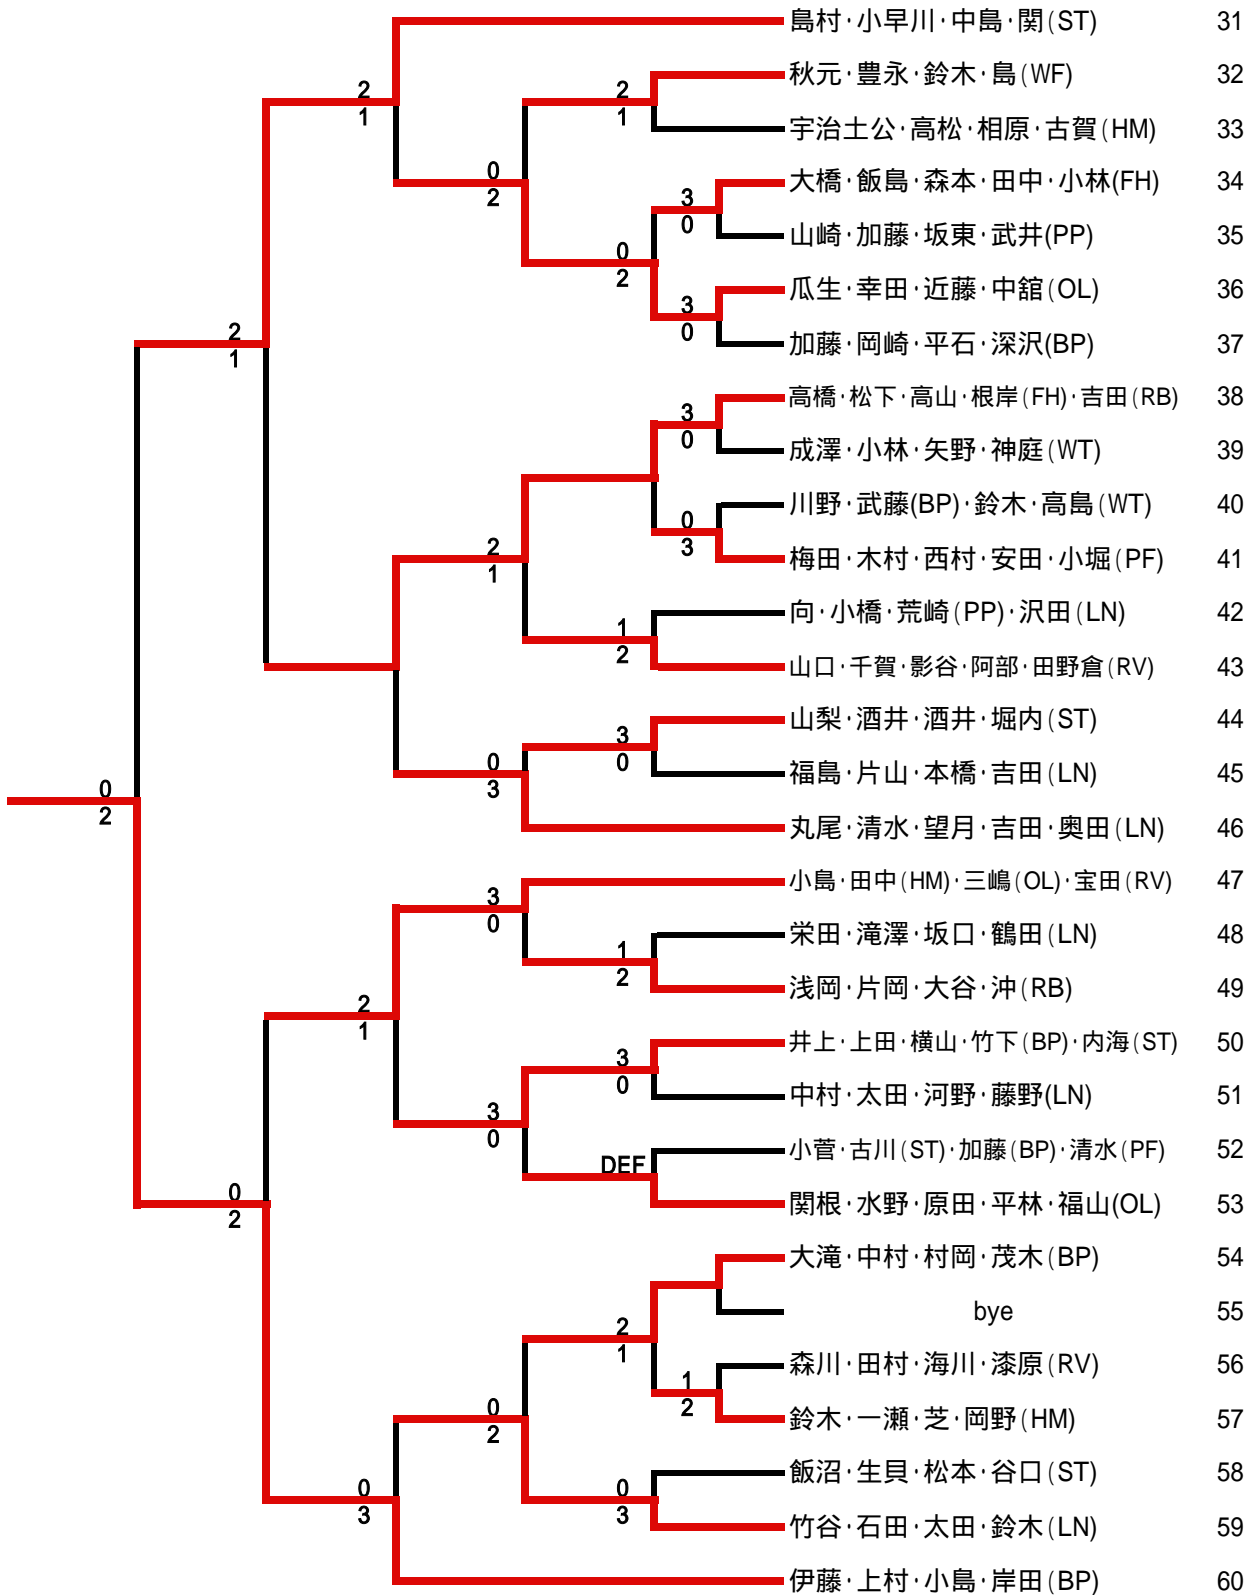 島村·小早川·中島·関(ST) 31
秋元·豊永·鈴木·島(WF) 32
2
1
2
1
宇治土公·高松·相原·古賀(HM) 33
0
2
大橋·飯島·森本·田中·小林(FH) 34
3
0
山崎·加藤·坂東·武井(PP) 35
0
2
瓜生·幸田·近藤·中舘(OL) 36
3
0
加藤·岡崎·平石·深沢(BP) 37
2
1
高橋·松下·高山·根岸(FH)·吉田(RB) 38
3
0
成澤·小林·矢野·神庭(WT) 39
川野·武藤(BP)·鈴木·高島(WT) 40
0
3
梅田·木村·西村·安田·小堀(PF) 41
2
1
向·小橋·荒崎(PP)·沢田(LN) 42
1
2
山口·千賀·影谷·阿部·田野倉(RV) 43
山梨·酒井·酒井·堀内(ST) 44
3
0
福島·片山·本橋·吉田(LN) 45
0
3
0
2
丸尾·清水·望月·吉田·奥田(LN) 46
小島·田中(HM)·三嶋(OL)·宝田(RV) 47
3
0
栄田·滝澤·坂口·鶴田(LN) 48
1
2
浅岡·片岡·大谷·沖(RB) 49
2
1
井上·上田·横山·竹下(BP)·内海(ST) 50
3
0
中村·太田·河野·藤野(LN) 51
3
0
小菅·古川(ST)·加藤(BP)·清水(PF) 52
DEF
関根·水野·原田·平林·福山(OL) 53
0
2
大滝·中村·村岡·茂木(BP) 54
bye 55
2
1
森川·田村·海川·漆原(RV) 56
1
2
鈴木·一瀬·芝·岡野(HM) 57
0
2
飯沼·生貝·松本·谷口(ST) 58
0
3
0
3
竹谷·石田·太田·鈴木(LN) 59
伊藤·上村·小島·岸田(BP) 60